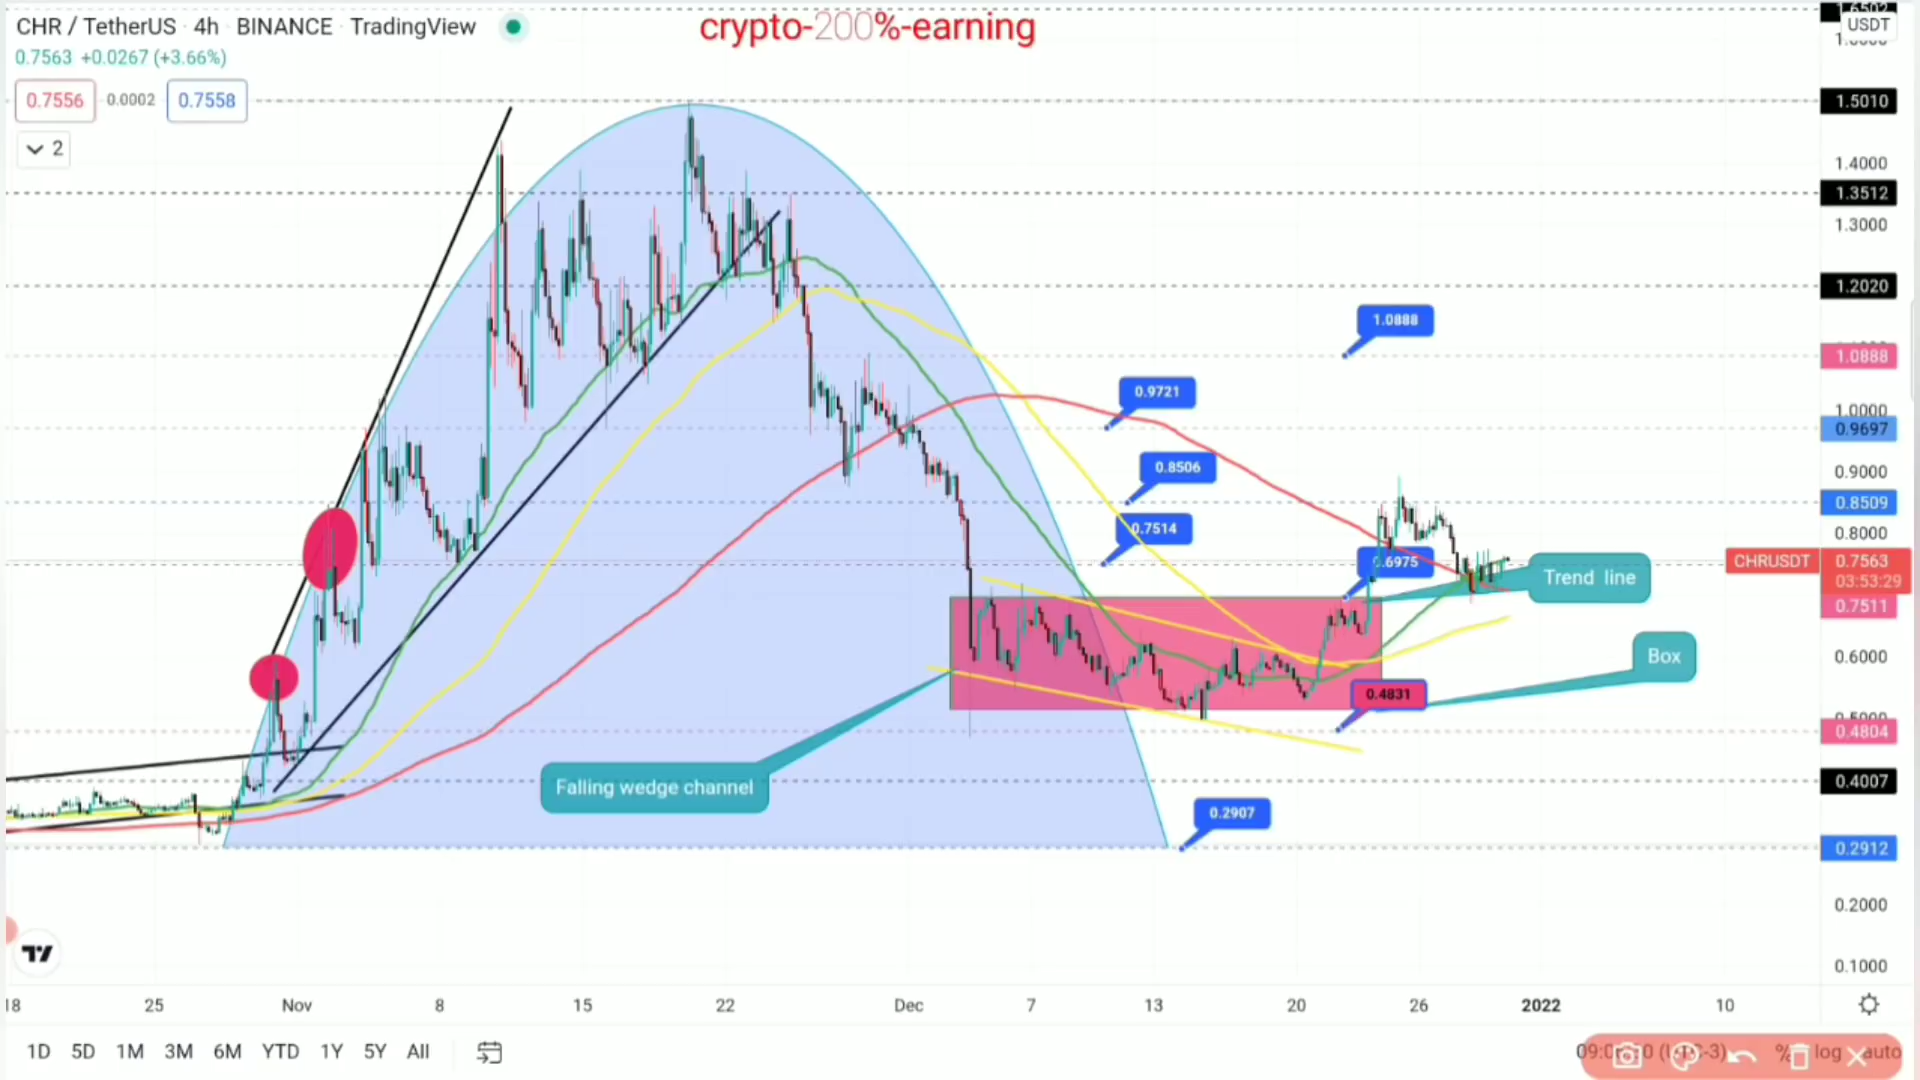 CHR / TetherUS · 4h · BINANCE · TradingView
crypto-200%-earning
USDT
0.7563 +0.0267 (+3.66%)
0.7556 0.0002 0.7558
2
1.5010
1.4000
1.3512
1.3000
1.2020
1.0888
1.0888
0.9721
1.0000
0.9697
0.8506
0.9000
0.8509
0.7514
0.8000
0.6975
CHRUSDT 0.7563
03:53:29
Trend line
0.7511
Box
0.6000
0.4831
0.4804
Falling wedge channel
0.4007
0.2907
0.2912
0.2000
0.1000
18 25 Nov 8 15 22 Dec 7 13 20 26 2022 10
1D 5D 1M 3M 6M YTD 1Y 5Y All
% log auto